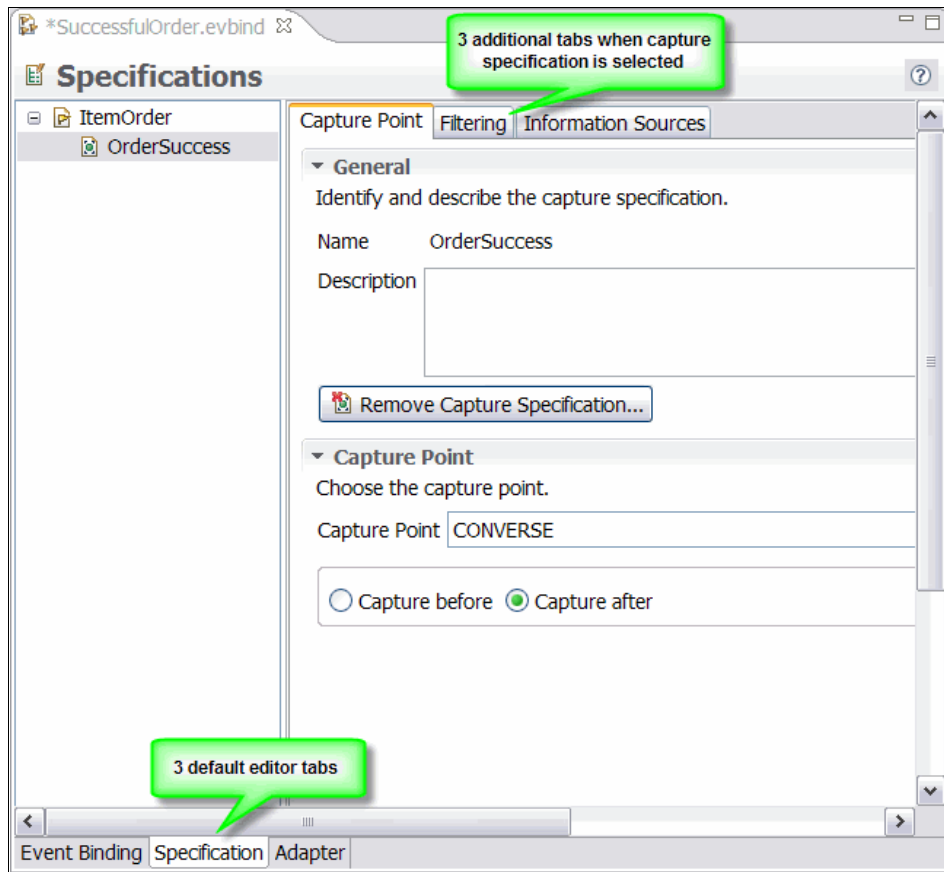 *SuccessfulOrder.evbind
3 additional tabs when capture
specification is selected
Specifications
ItemOrder
OrderSuccess
Capture Point
Filtering
Information Sources
General
Identify and describe the capture specification.
Name
OrderSuccess
Description
Remove Capture Specification...
Capture Point
Choose the capture point.
Capture Point
CONVERSE
Capture before
Capture after
3 default editor tabs
Event Binding
Specification
Adapter